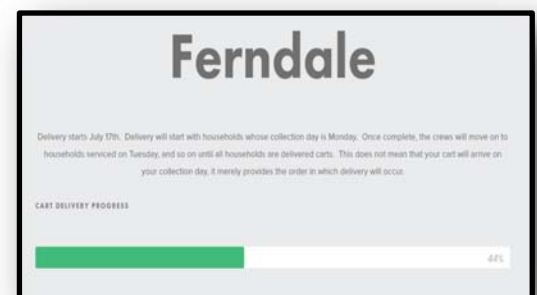 Ferndale
Delivery starts July 17th. Delivery will start with households whose collection day is Monday. Once complete, the crews will move on to
households serviced on Tuesday, and so on until all households are delivered carts. This does not mean that your cart will arrive on
your collection day, it merely provides the order in which delivery will occur.
CART DELIVERY PROGRESS
44%